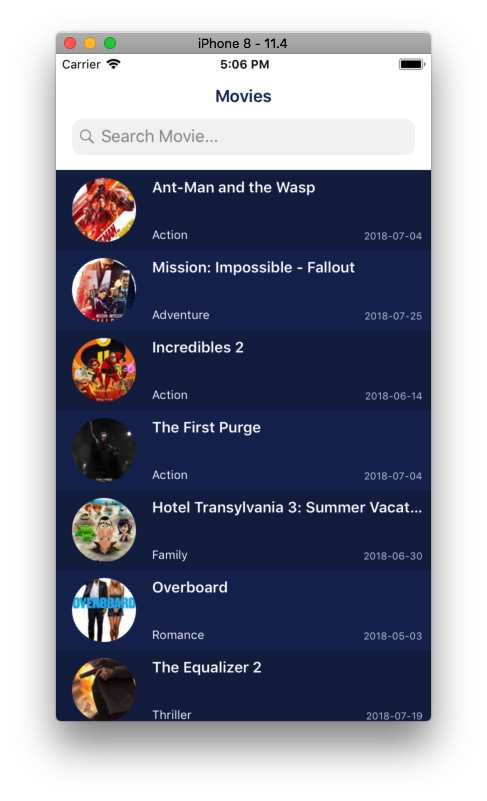 iPhone 8 - 11.4
Carrier 5:06 PM
Movies
Search Movie...
Ant-Man and the Wasp
Action 2018-07-04
Mission: Impossible - Fallout
Adventure 2018-07-25
Incredibles 2
Action 2018-06-14
The First Purge
Action 2018-07-04
Hotel Transylvania 3: Summer Vacat...
Family 2018-06-30
OVERBOARD
Overboard
Romance 2018-05-03
The Equalizer 2
Thriller 2018-07-19